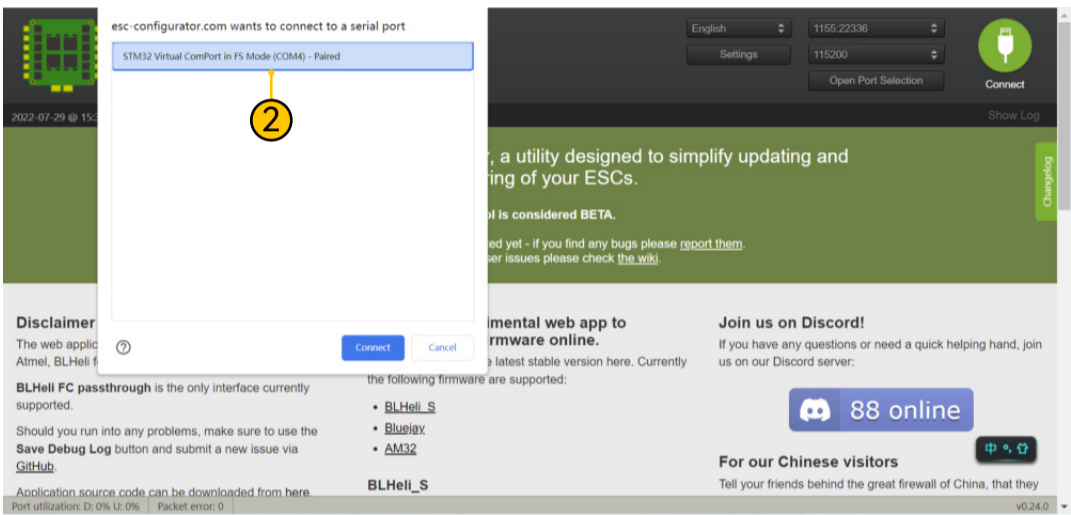 esc-configurator.com wants to connect to a serial port
STM32 Virtual ComPort in FS Mode (COM4) - Paired
2
Connect
Cancel
English
1155:22336
Settings
115200
Open Port Selection
Connect
2022-07-29 @ 15:3
Show Log
, a utility designed to simplify updating and
ring of your ESCs.
ol is considered BETA.
ted yet - if you find any bugs please report them.
ser issues please check the wiki.
Changelog
Disclaimer
The web applic
Atmel, BLHeli f
BLHeli FC passthrough is the only interface currently
supported.
Should you run into any problems, make sure to use the
Save Debug Log button and submit a new issue via
GitHub.
Application source code can be downloaded from here.
imental web app to
rmware online.
latest stable version here. Currently
the following firmware are supported:
• BLHeli_S
• Bluejay
• AM32
BLHeli_S
Join us on Discord!
If you have any questions or need a quick helping hand, join
us on our Discord server:
88 online
中 °, 
For our Chinese visitors
Tell your friends behind the great firewall of China, that they
Port utilization: D: 0% U: 0%
Packet error: 0
v0.24.0